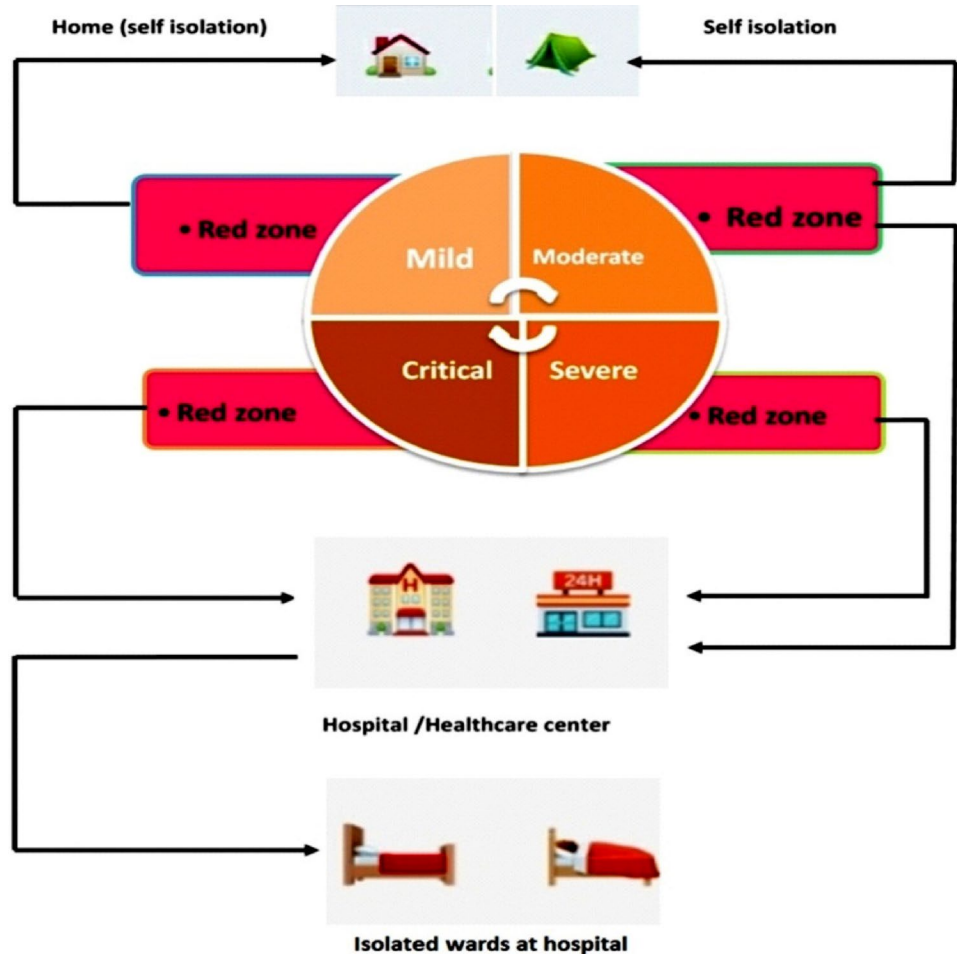 Home (self isolation)
Self isolation
• Red zone
• Red zone
Mild
Moderate
Critical
Severe
• Red zone
• Red zone
H
24H
Hospital /Healthcare center
Isolated wards at hospital